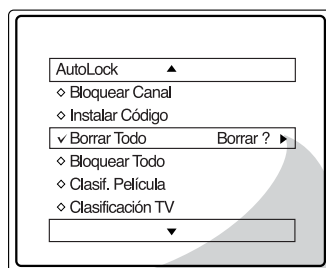 AutoLock
Bloquear Canal
Instalar Código
Borrar Todo Borrar ?
Bloquear Todo
Clasif. Película
Clasificación TV